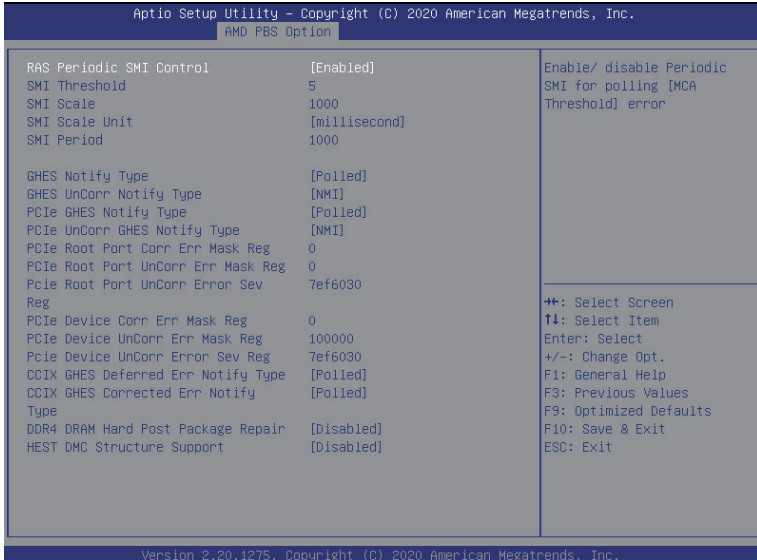 Aptio Setup Utility – Copyright (C) 2020 American Megatrends, Inc.
AMD PBS Option
RAS Periodic SMI Control [Enabled]
SMI Threshold 5
SMI Scale 1000
SMI Scale Unit [millisecond]
SMI Period 1000
GHES Notify Type [Polled]
GHES UnCorr Notify Type [NMI]
PCIe GHES Notify Type [Polled]
PCIe UnCorr GHES Notify Type [NMI]
PCIe Root Port Corr Err Mask Reg 0
PCIe Root Port UnCorr Err Mask Reg 0
Pcie Root Port UnCorr Error Sev 7ef6030
Reg
PCIe Device Corr Err Mask Reg 0
PCIe Device UnCorr Err Mask Reg 100000
Pcie Device UnCorr Error Sev Reg 7ef6030
CCIX GHES Deferred Err Notify Type [Polled]
CCIX GHES Corrected Err Notify [Polled]
Type
DDR4 DRAM Hard Post Package Repair [Disabled]
HEST DMC Structure Support [Disabled]
Enable/ disable Periodic
SMI for polling [MCA
Threshold] error
→←: Select Screen
↑↓: Select Item
Enter: Select
+/-: Change Opt.
F1: General Help
F3: Previous Values
F9: Optimized Defaults
F10: Save & Exit
ESC: Exit
Version 2.20.1275. Copyright (C) 2020 American Megatrends, Inc.